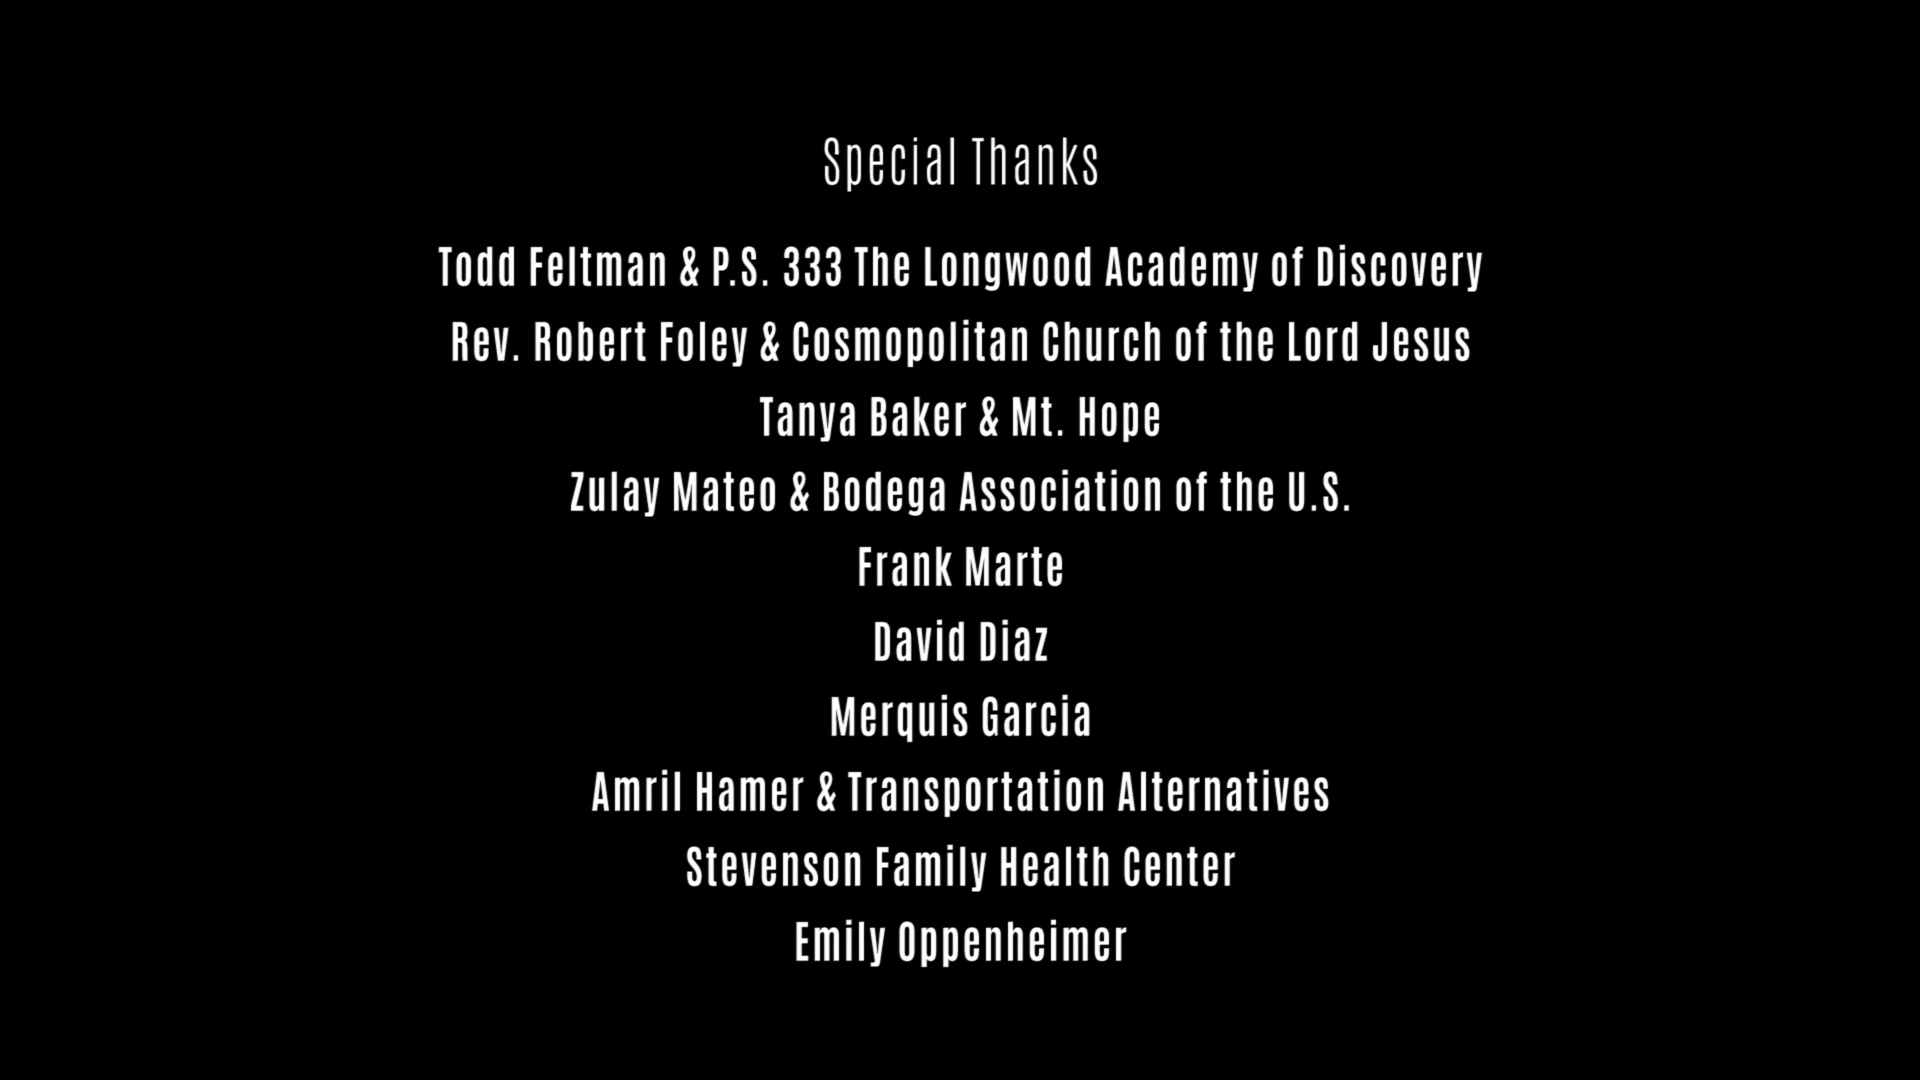 Special Thanks
Todd Feltman & P.S. 333 The Longwood Academy of Discovery
Rev. Robert Foley & Cosmopolitan Church of the Lord Jesus
Tanya Baker & Mt. Hope
Zulay Mateo & Bodega Association of the U.S.
Frank Marte
David Diaz
Merquis Garcia
Amril Hamer & Transportation Alternatives
Stevenson Family Health Center
Emily Oppenheimer